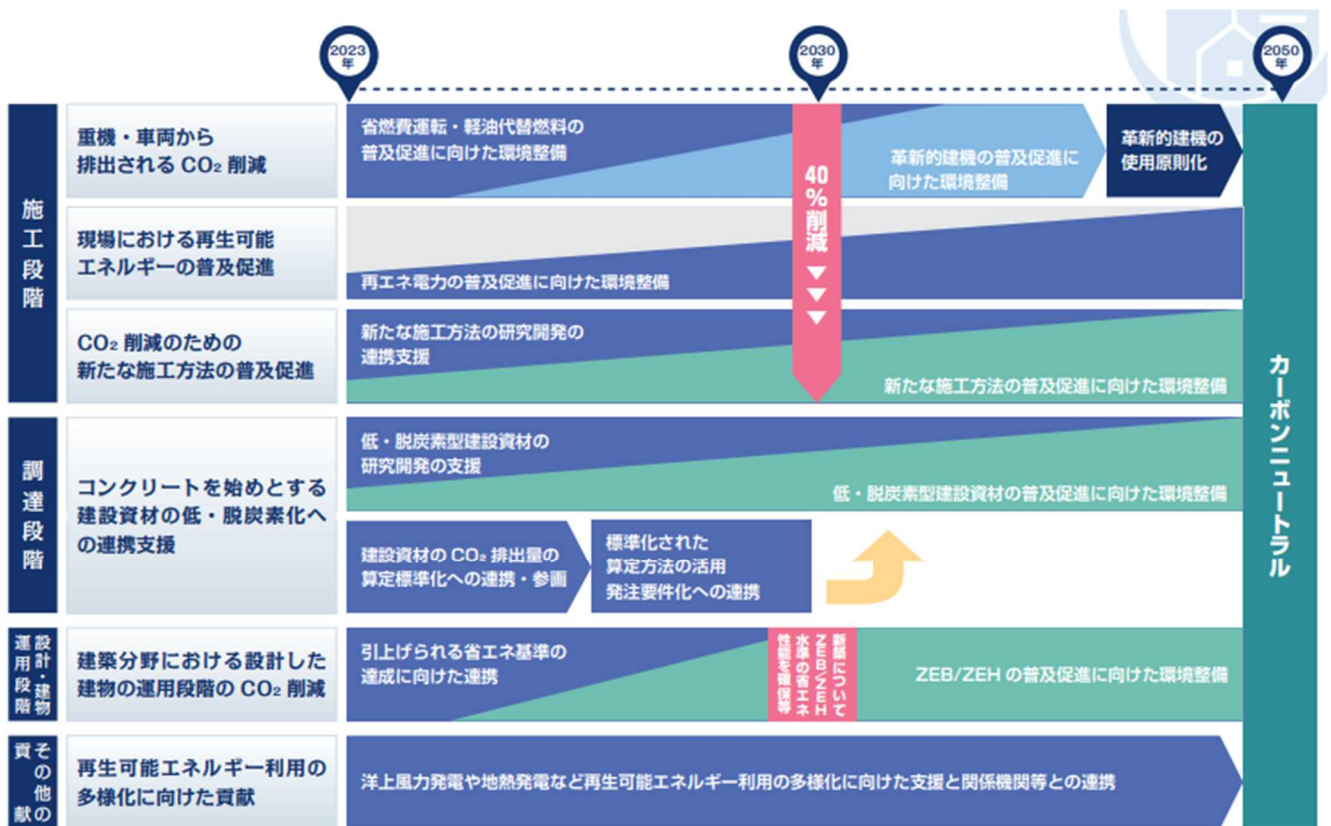 2023
年
2030
年
2050
年
施工段階
重機・車両から
排出される CO₂ 削減
省燃費運転・軽油代替燃料の
普及促進に向けた環境整備
革新的建機の普及促進に
向けた環境整備
革新的建機の
使用原則化
40%削減
現場における再生可能
エネルギーの普及促進
再エネ電力の普及促進に向けた環境整備
CO₂ 削減のための
新たな施工方法の普及促進
新たな施工方法の研究開発の
連携支援
新たな施工方法の普及促進に向けた環境整備
調達段階
コンクリートを始めとする
建設資材の低・脱炭素化へ
の連携支援
低・脱炭素型建設資材の
研究開発の支援
低・脱炭素型建設資材の普及促進に向けた環境整備
建設資材の CO₂ 排出量の
算定標準化への連携・参画
標準化された
算定方法の活用
発注要件化への連携
設計・建物
運用段階
建築分野における設計した
建物の運用段階の CO₂ 削減
引上げられる省エネ基準の
達成に向けた連携
新築について
ZEB/ZEH
水準の省エネ
性能を確保等
ZEB/ZEH の普及促進に向けた環境整備
その他の
貢献
再生可能エネルギー利用の
多様化に向けた貢献
洋上風力発電や地熱発電など再生可能エネルギー利用の多様化に向けた支援と関係機関等との連携
カーボンニュートラル